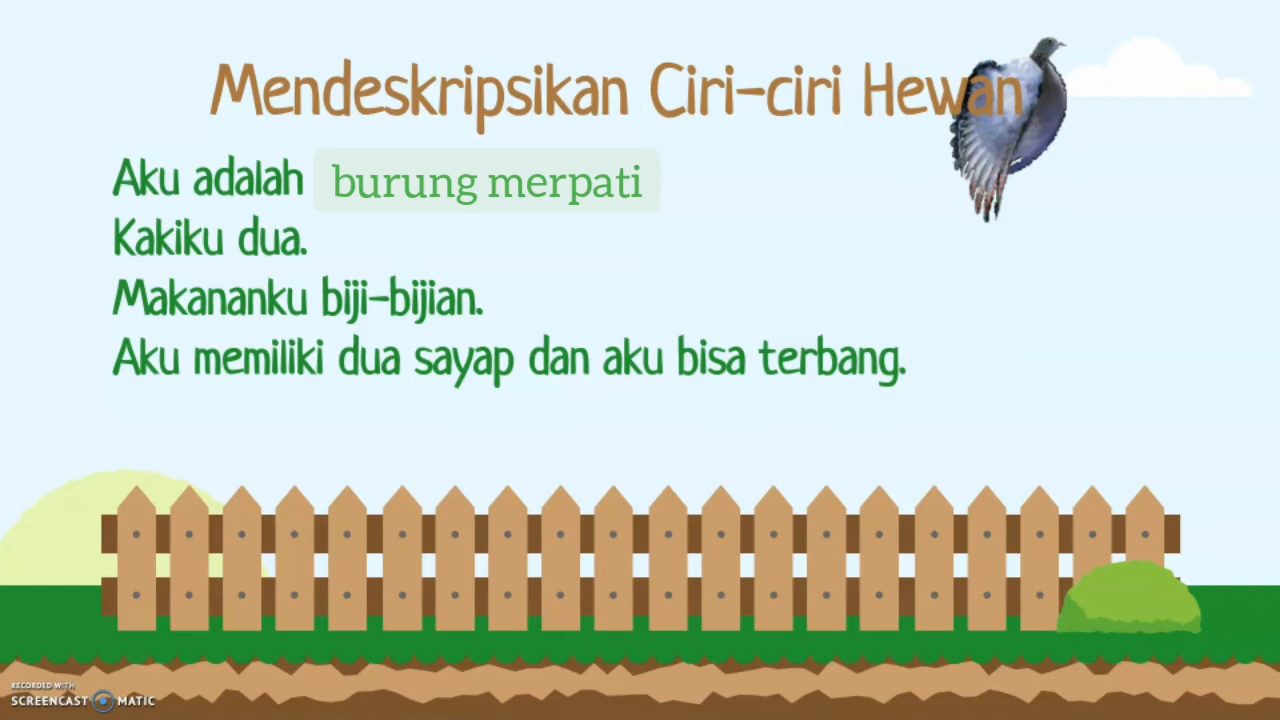 Mendeskripsikan Ciri-ciri Hewan
Aku adalah burung merpati
Kakiku dua.
Makananku biji-bijian.
Aku memiliki dua sayap dan aku bisa terbang.
RECORDED WITH
SCREENCAST MATIC